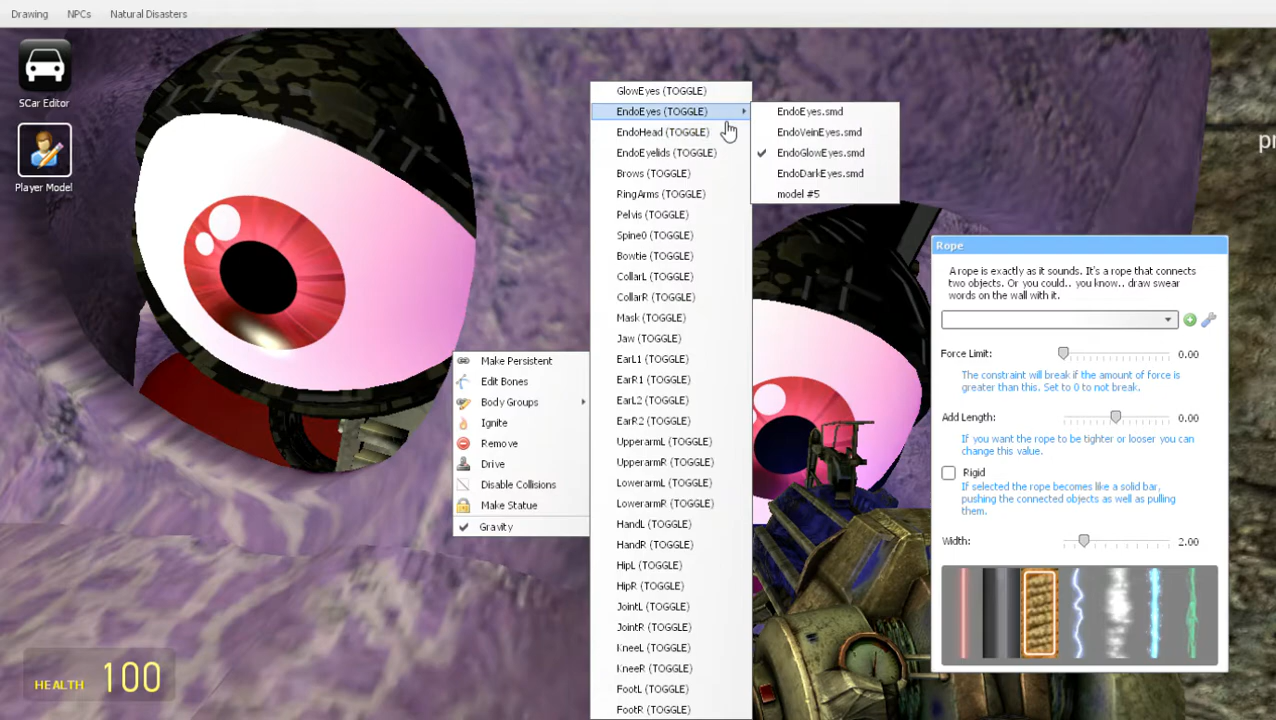 Drawing NPCs Natural Disasters
SCar Editor
Player Model
Make Persistent
Edit Bones
Body Groups
Ignite
Remove
Drive
Disable Collisions
Make Statue
Gravity
GlowEyes (TOGGLE)
EndoEyes (TOGGLE)
EndoHead (TOGGLE)
EndoEyelids (TOGGLE)
Brows (TOGGLE)
RingArms (TOGGLE)
Pelvis (TOGGLE)
Spine0 (TOGGLE)
Bowtie (TOGGLE)
CollarL (TOGGLE)
CollarR (TOGGLE)
Mask (TOGGLE)
Jaw (TOGGLE)
EarL1 (TOGGLE)
EarR1 (TOGGLE)
EarL2 (TOGGLE)
EarR2 (TOGGLE)
UpperarmL (TOGGLE)
UpperarmR (TOGGLE)
LowerarmL (TOGGLE)
LowerarmR (TOGGLE)
HandL (TOGGLE)
HandR (TOGGLE)
HipL (TOGGLE)
HipR (TOGGLE)
JointL (TOGGLE)
JointR (TOGGLE)
KneeL (TOGGLE)
KneeR (TOGGLE)
FootL (TOGGLE)
FootR (TOGGLE)
EndoEyes.smd
EndoVeinEyes.smd
EndoGlowEyes.smd
EndoDarkEyes.smd
model #5
pr
Rope
A rope is exactly as it sounds. It's a rope that connects
two objects. Or you could.. you know.. draw swear
words on the wall with it.
Force Limit: 0.00
The constraint will break if the amount of force is
greater than this. Set to 0 to not break.
Add Length: 0.00
If you want the rope to be tighter or looser you can
change this value.
Rigid
If selected the rope becomes like a solid bar,
pushing the connected objects as well as pulling
them.
Width: 2.00
HEALTH 100